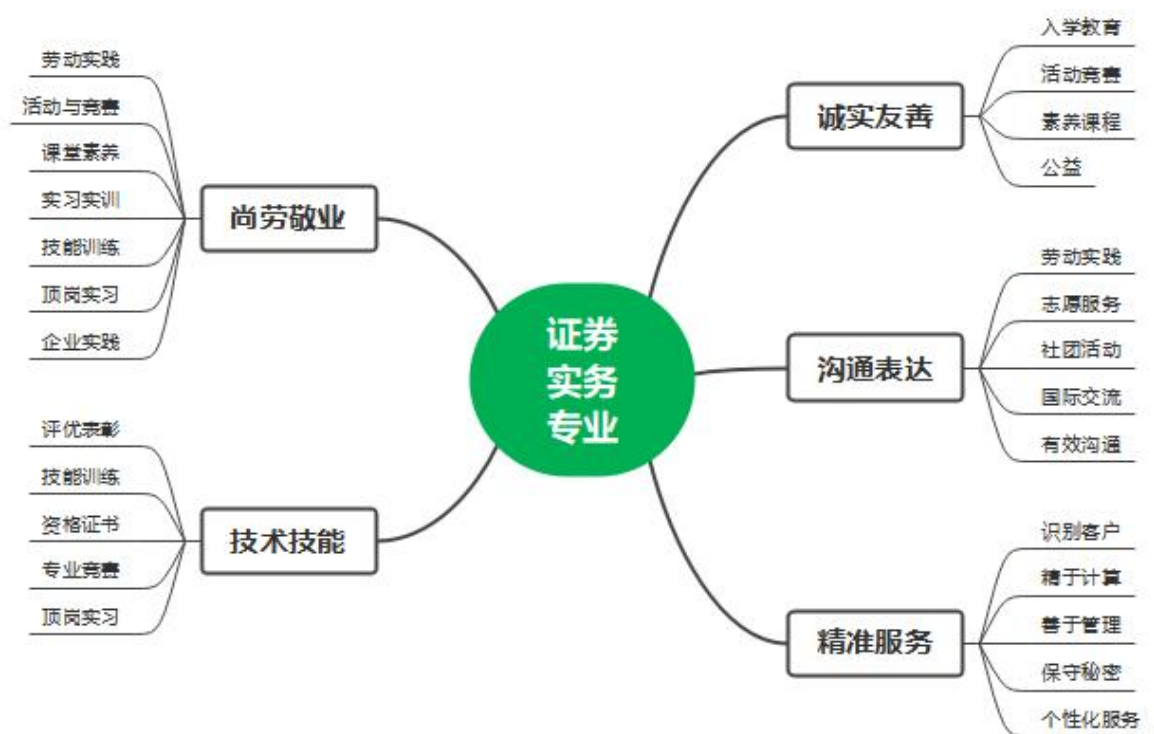 证券
实务
专业
诚实友善
入学教育
活动竞赛
素养课程
公益
沟通表达
劳动实践
志愿服务
社团活动
国际交流
有效沟通
精准服务
识别客户
精于计算
善于管理
保守秘密
个性化服务
尚劳敬业
劳动实践
活动与竞赛
课堂素养
实习实训
技能训练
顶岗实习
企业实践
技术技能
评优表彰
技能训练
资格证书
专业竞赛
顶岗实习